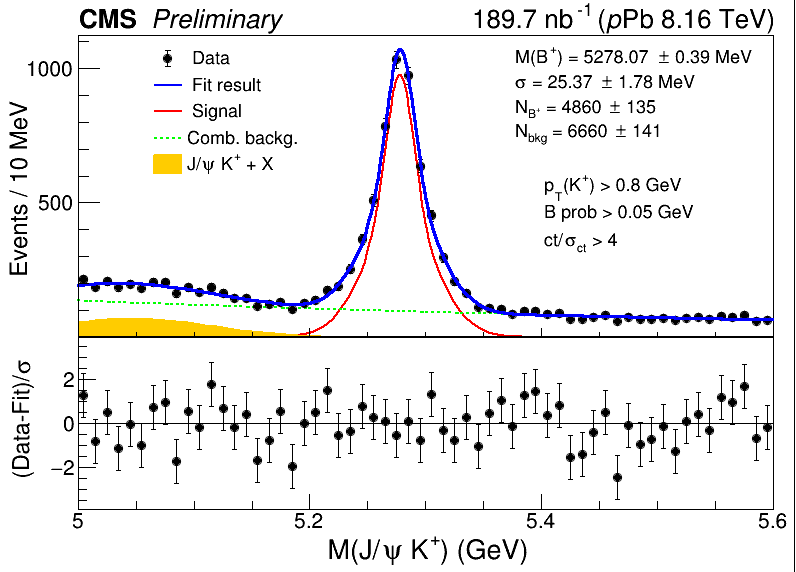 CMS Preliminary 189.7 nb⁻¹ (pPb 8.16 TeV)
Events / 10 MeV
1000
500
Data
Fit result
Signal
Comb. backg.
J/ψ K⁺ + X
M(B⁺) = 5278.07 ± 0.39 MeV
σ = 25.37 ± 1.78 MeV
N_B⁺ = 4860 ± 135
N_bkg = 6660 ± 141
p_T(K⁺) > 0.8 GeV
B prob > 0.05 GeV
ct/σ_ct > 4
(Data-Fit)/σ
2
0
−2
5 5.2 5.4 5.6
M(J/ψ K⁺) (GeV)